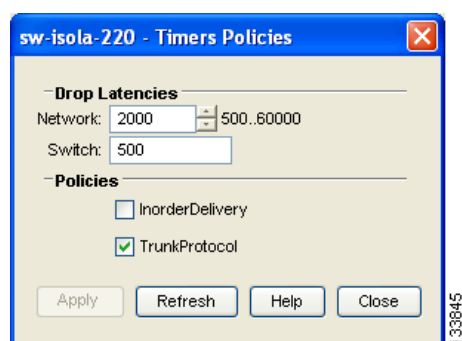 sw-isola-220 - Timers Policies
Drop Latencies
Network: 2000 500..60000
Switch: 500
Policies
InorderDelivery
TrunkProtocol
Apply Refresh Help Close
33845